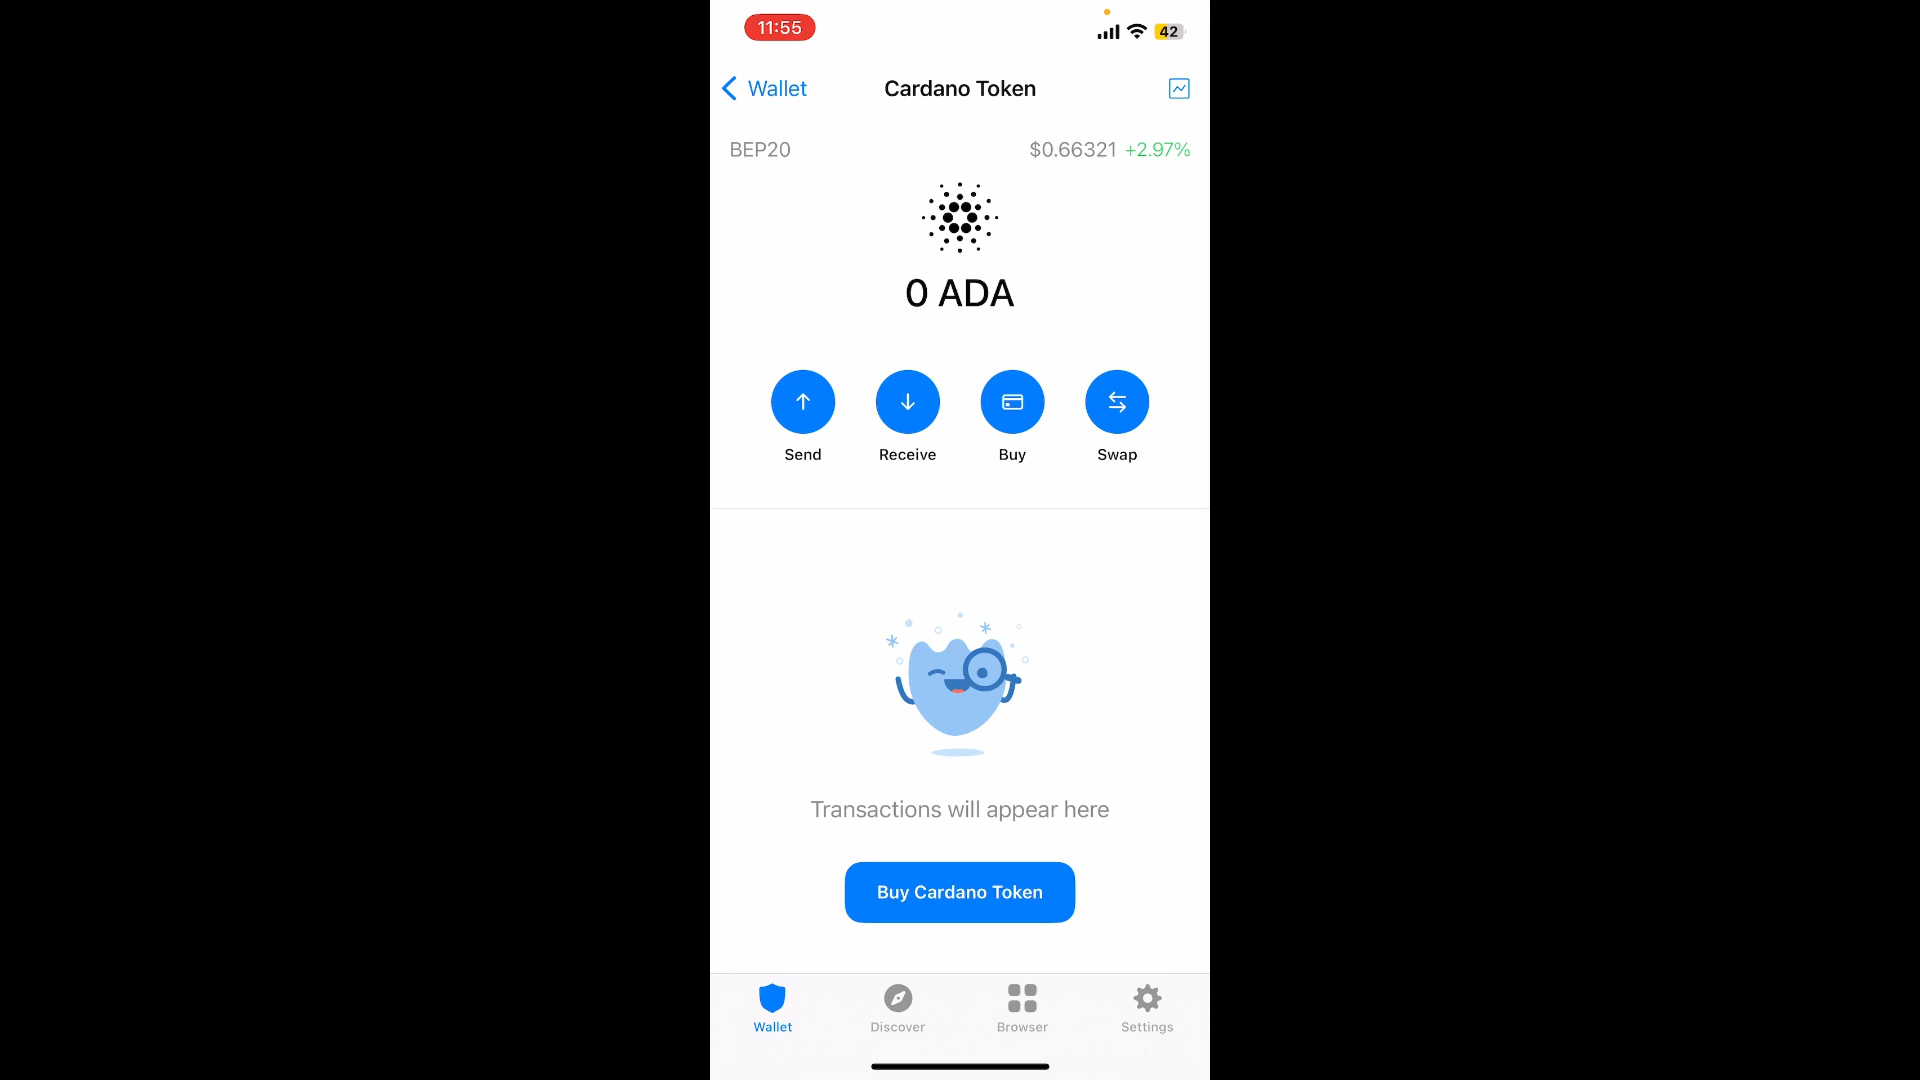 11:55
42
Wallet
Cardano Token
BEP20
$0.66321 +2.97%
0 ADA
Send
Receive
Buy
Swap
Transactions will appear here
Buy Cardano Token
Wallet
Discover
Browser
Settings